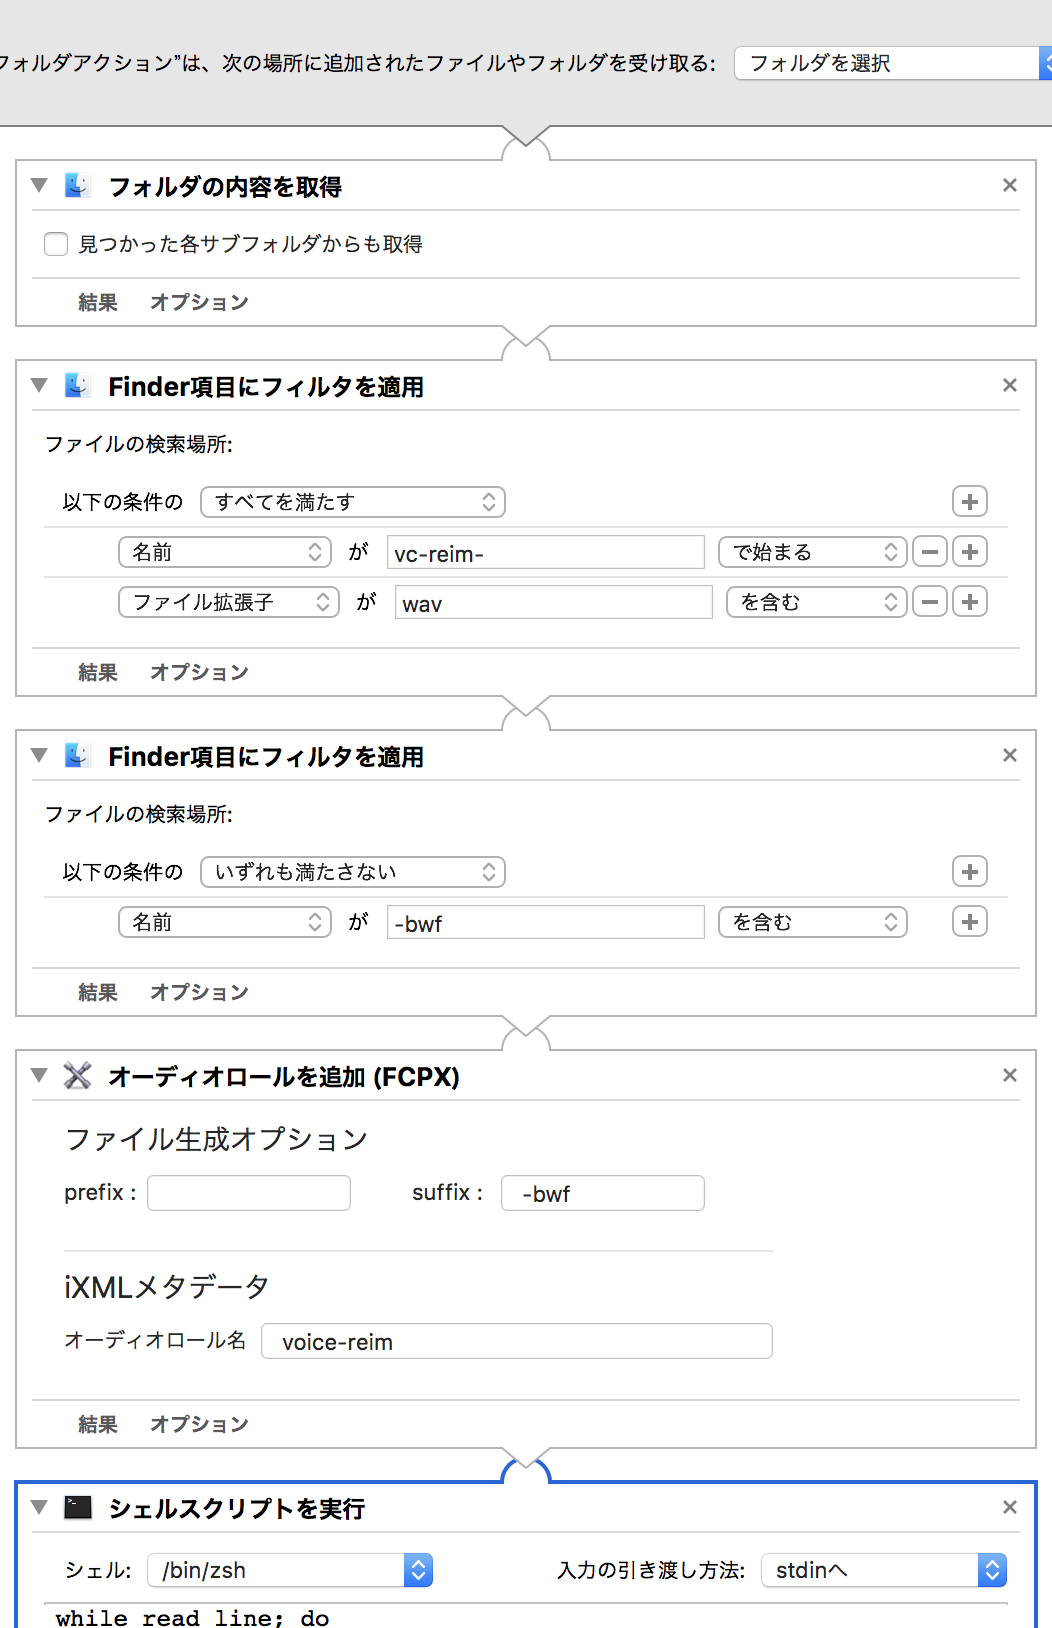 フォルダアクション"は、次の場所に追加されたファイルやフォルダを受け取る: フォルダを選択
フォルダの内容を取得
見つかった各サブフォルダからも取得
結果 オプション
Finder項目にフィルタを適用
ファイルの検索場所:
以下の条件の すべてを満たす
名前 が vc-reim- で始まる
ファイル拡張子 が wav を含む
結果 オプション
Finder項目にフィルタを適用
ファイルの検索場所:
以下の条件の いずれも満たさない
名前 が -bwf を含む
結果 オプション
オーディオロールを追加 (FCPX)
ファイル生成オプション
prefix : suffix : -bwf
iXMLメタデータ
オーディオロール名 voice-reim
結果 オプション
シェルスクリプトを実行
シェル: /bin/zsh 入力の引き渡し方法: stdinへ
while read line; do